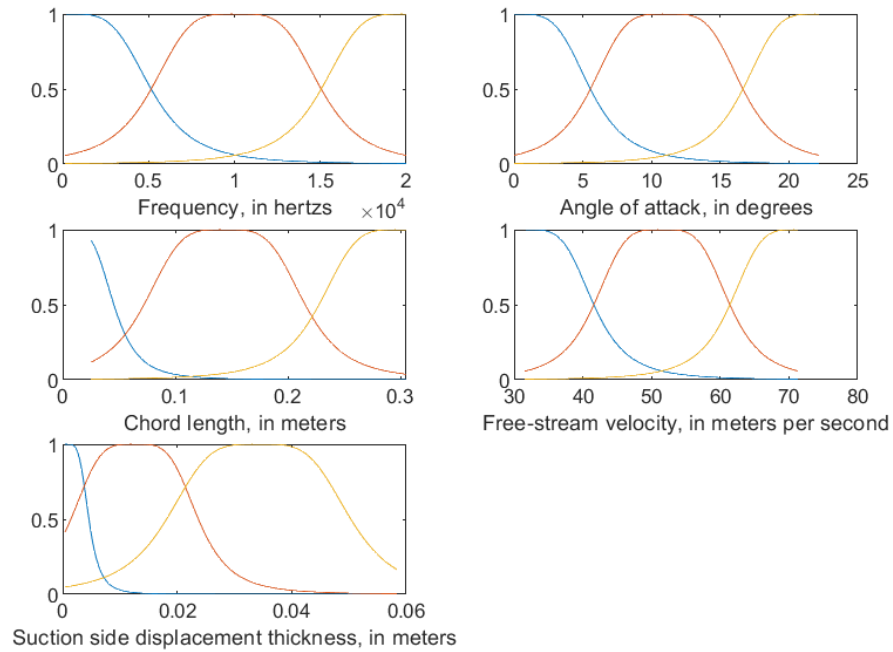 1
0.5
0
0 0.5 1 1.5 2
Frequency, in hertzs ×10^4
1
0.5
0
0 5 10 15 20 25
Angle of attack, in degrees
1
0.5
0
0 0.1 0.2 0.3
Chord length, in meters
1
0.5
0
30 40 50 60 70 80
Free-stream velocity, in meters per second
1
0.5
0
0 0.02 0.04 0.06
Suction side displacement thickness, in meters